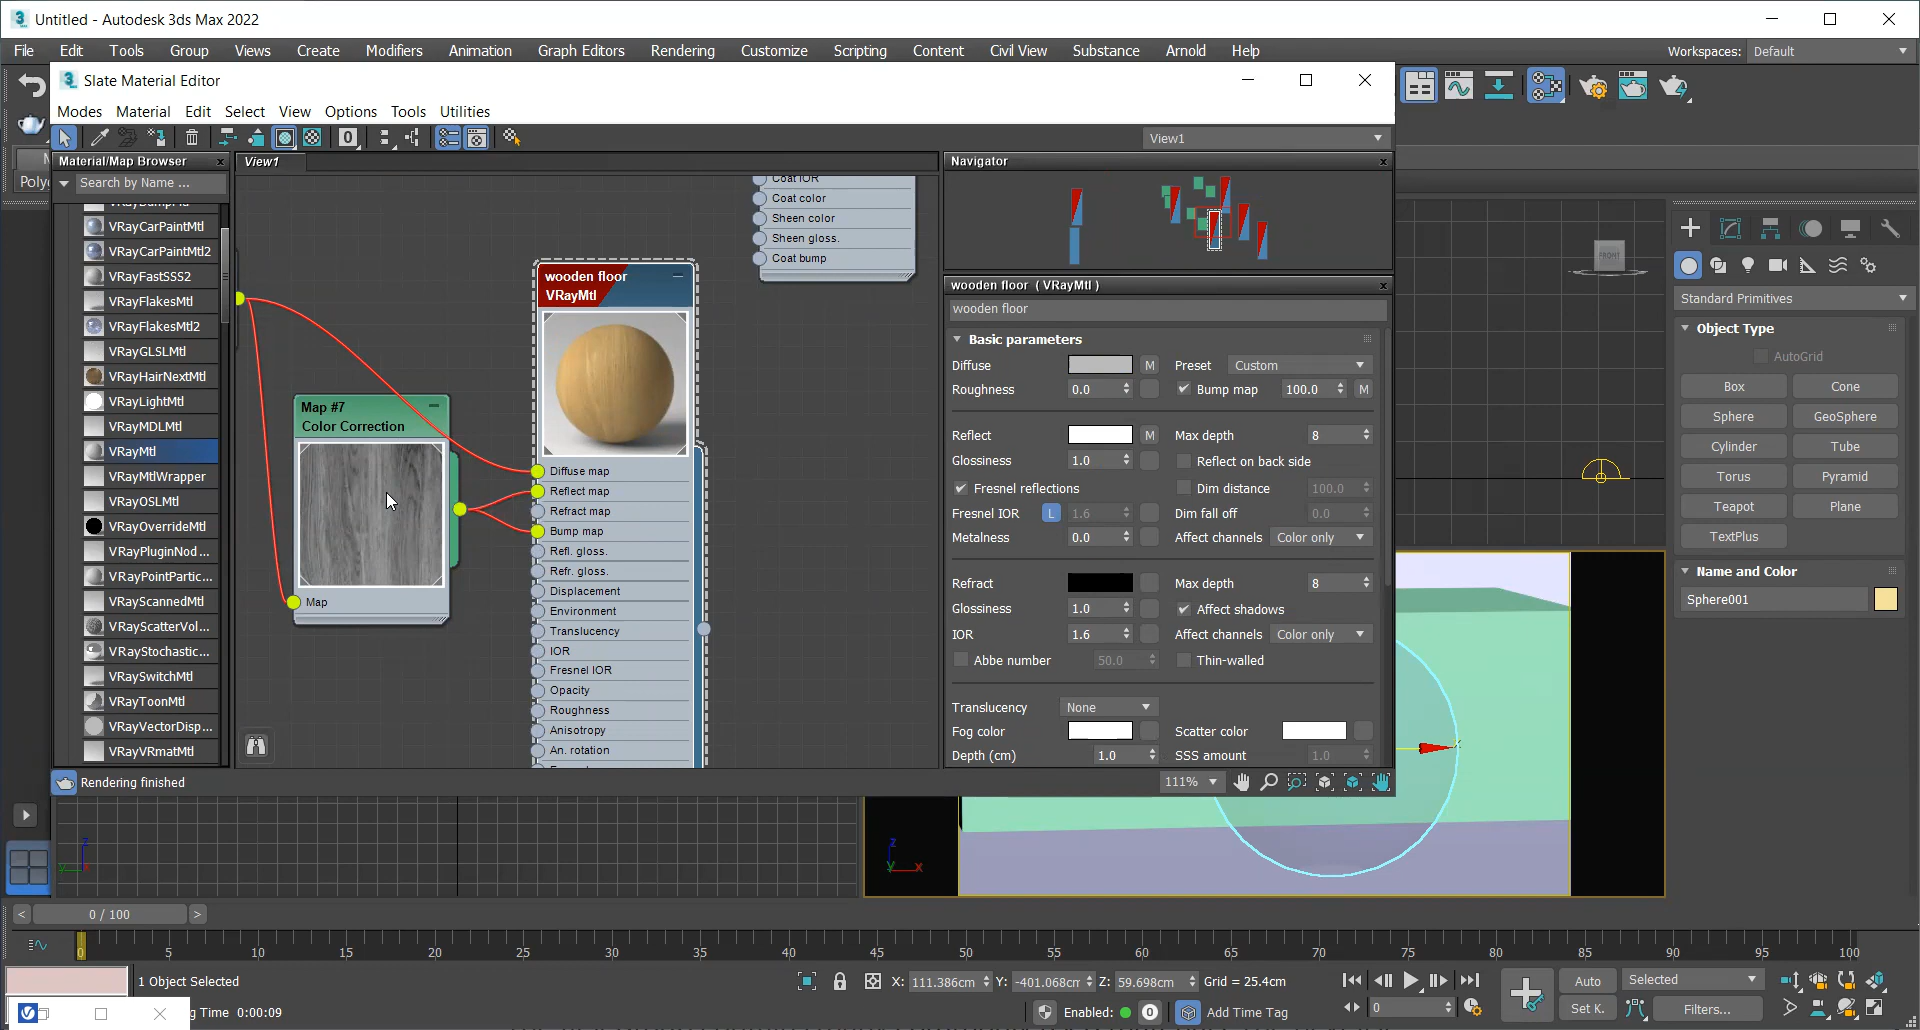 Untitled - Autodesk 3ds Max 2022
File Edit Tools Group Views Create Modifiers Animation Graph Editors Rendering Customize Scripting Content Civil View Substance Arnold Help
Workspaces: Default
Slate Material Editor
Modes Material Edit Select View Options Tools Utilities
View1
Material/Map Browser
Search by Name ...
VRayCarPaintMtl
VRayCarPaintMtl2
VRayFastSSS2
VRayFlakesMtl
VRayFlakesMtl2
VRayGLSLMtl
VRayHairNextMtl
VRayLightMtl
VRayMDLMtl
VRayMtl
VRayMtlWrapper
VRayOSLMtl
VRayOverrideMtl
VRayPluginNod...
VRayPointPartic...
VRayScannedMtl
VRayScatterVol...
VRayStochastic...
VRaySwitchMtl
VRayToonMtl
VRayVectorDisp...
VRayVRmatMtl
Rendering finished
View1
Coat IOR
Coat color
Sheen color
Sheen gloss.
Coat bump
wooden floor
VRayMtl
Map #7
Color Correction
Map
Diffuse map
Reflect map
Refract map
Bump map
Refl. gloss.
Refr. gloss.
Displacement
Environment
Translucency
IOR
Fresnel IOR
Opacity
Roughness
Anisotropy
An. rotation
Navigator
wooden floor ( VRayMtl )
wooden floor
Basic parameters
Diffuse M Preset Custom
Roughness 0.0 Bump map 100.0 M
Reflect M Max depth 8
Glossiness 1.0 Reflect on back side
Fresnel reflections Dim distance 100.0
Fresnel IOR L 1.6 Dim fall off 0.0
Metalness 0.0 Affect channels Color only
Refract Max depth 8
Glossiness 1.0 Affect shadows
IOR 1.6 Affect channels Color only
Abbe number 50.0 Thin-walled
Translucency None
Fog color Scatter color
Depth (cm) 1.0 SSS amount 1.0
111%
FRONT
Standard Primitives
Object Type
AutoGrid
Box Cone
Sphere GeoSphere
Cylinder Tube
Torus Pyramid
Teapot Plane
TextPlus
Name and Color
Sphere001
Poly
z
y x
z
y x
< 0 / 100 >
0 5 10 15 20 25 30 35 40 45 50 55 60 65 70 75 80 85 90 95 100
1 Object Selected
X: 111.386cm Y: -401.068cm Z: 59.698cm Grid = 25.4cm
Auto Selected
g Time 0:00:09
Enabled: 0 Add Time Tag
0
Set K. Filters...